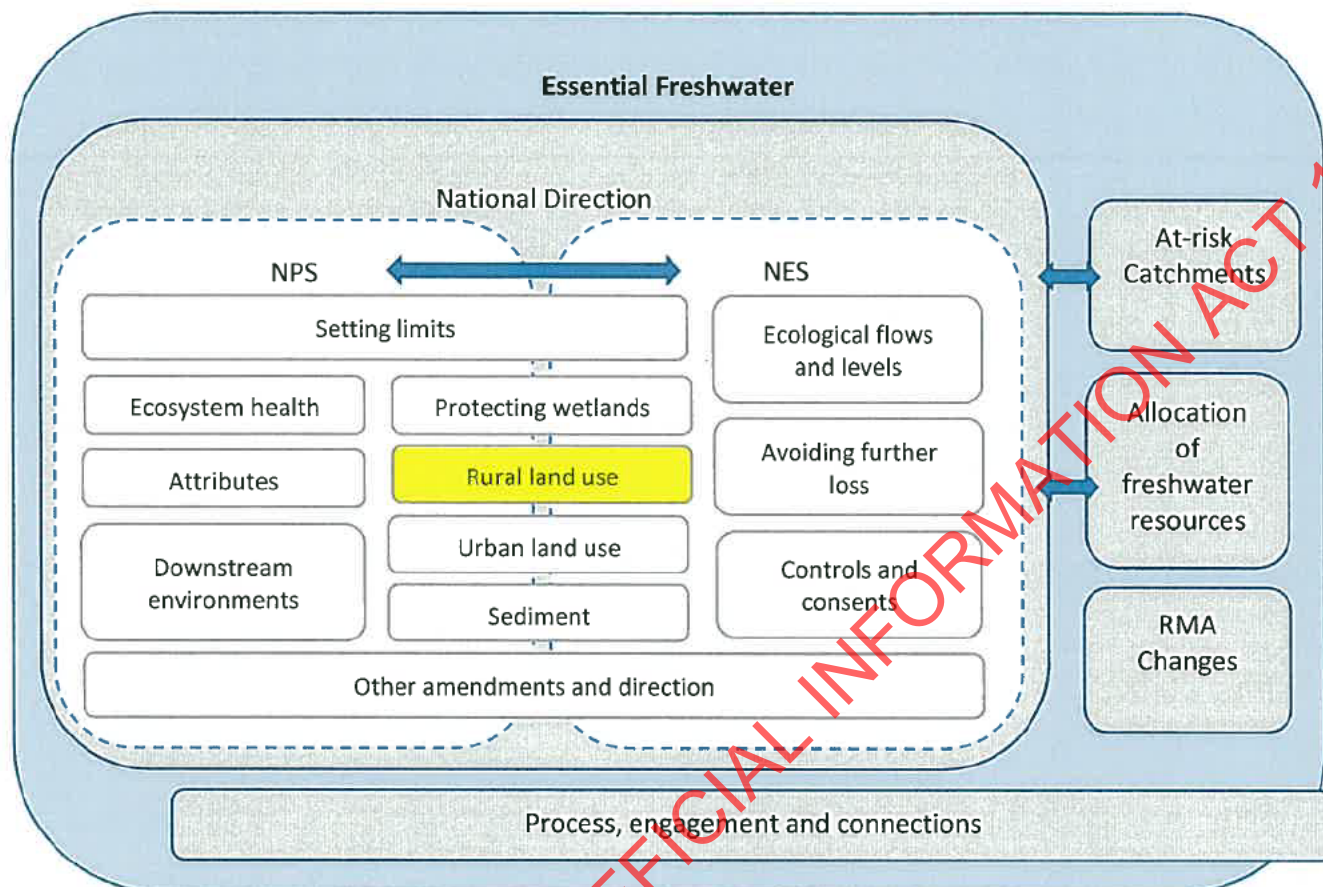 Essential Freshwater
National Direction
NPS
NES
Setting limits
Ecosystem health
Attributes
Downstream
environments
Protecting wetlands
Rural land use
Urban land use
Sediment
Ecological flows
and levels
Avoiding further
loss
Controls and
consents
Other amendments and direction
At-risk
Catchments
Allocation
of
freshwater
resources
RMA
Changes
Process, engagement and connections
FFICIAL INFORMATION ACT 1